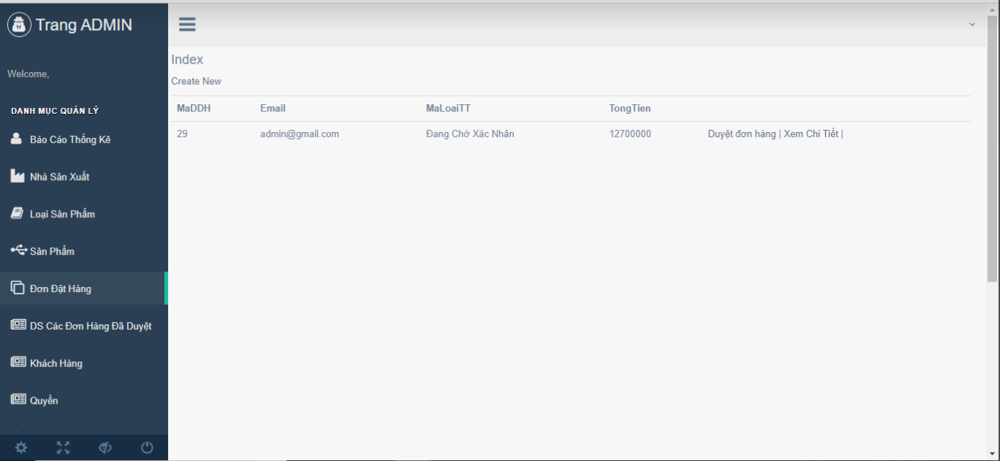 Trang ADMIN
Welcome,
DANH MỤC QUẢN LÝ
Báo Cáo Thống Kê
Nhà Sản Xuất
Loại Sản Phẩm
Sản Phẩm
Đơn Đặt Hàng
DS Các Đơn Hàng Đã Duyệt
Khách Hàng
Quyền
Index
Create New
MaDDH Email MaLoaiTT TongTien
29 admin@gmail.com Đang Chờ Xác Nhân 12700000 Duyệt đơn hàng | Xem Chi Tiết |